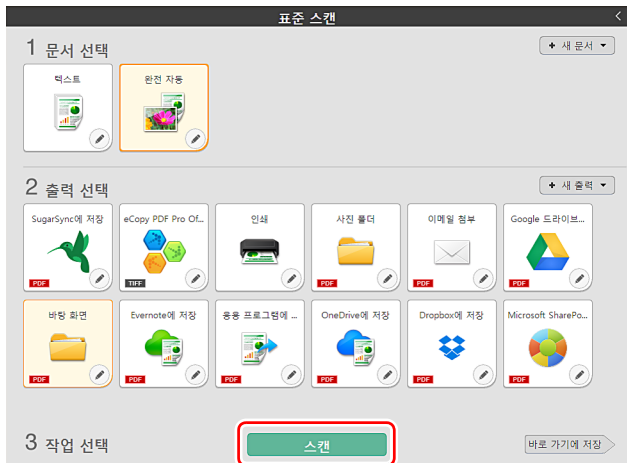 표준 스캔
1 문서 선택
+ 새 문서
텍스트
완전 자동
2 출력 선택
+ 새 출력
SugarSync에 저장
eCopy PDF Pro Of...
인쇄
사진 폴더
이메일 첨부
Google 드라이브...
PDF
TIFF
PDF
PDF
PDF
바탕 화면
Evernote에 저장
응용 프로그램에 ...
OneDrive에 저장
Dropbox에 저장
Microsoft SharePo...
PDF
PDF
PDF
PDF
PDF
PDF
3 작업 선택
스캔
바로 가기에 저장